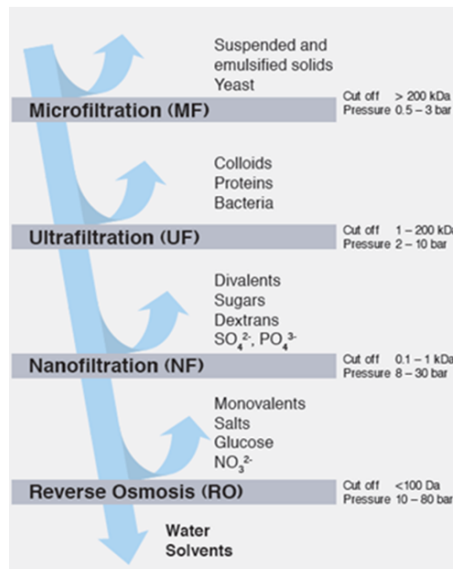 Suspended and
emulsified solids
Yeast
Microfiltration (MF)
Cut off > 200 kDa
Pressure 0.5 – 3 bar
Colloids
Proteins
Bacteria
Ultrafiltration (UF)
Cut off 1 – 200 kDa
Pressure 2 – 10 bar
Divalents
Sugars
Dextrans
SO₄²⁻, PO₄³⁻
Nanofiltration (NF)
Cut off 0.1 – 1 kDa
Pressure 8 – 30 bar
Monovalents
Salts
Glucose
NO₃²⁻
Reverse Osmosis (RO)
Cut off <100 Da
Pressure 10 – 80 bar
Water
Solvents